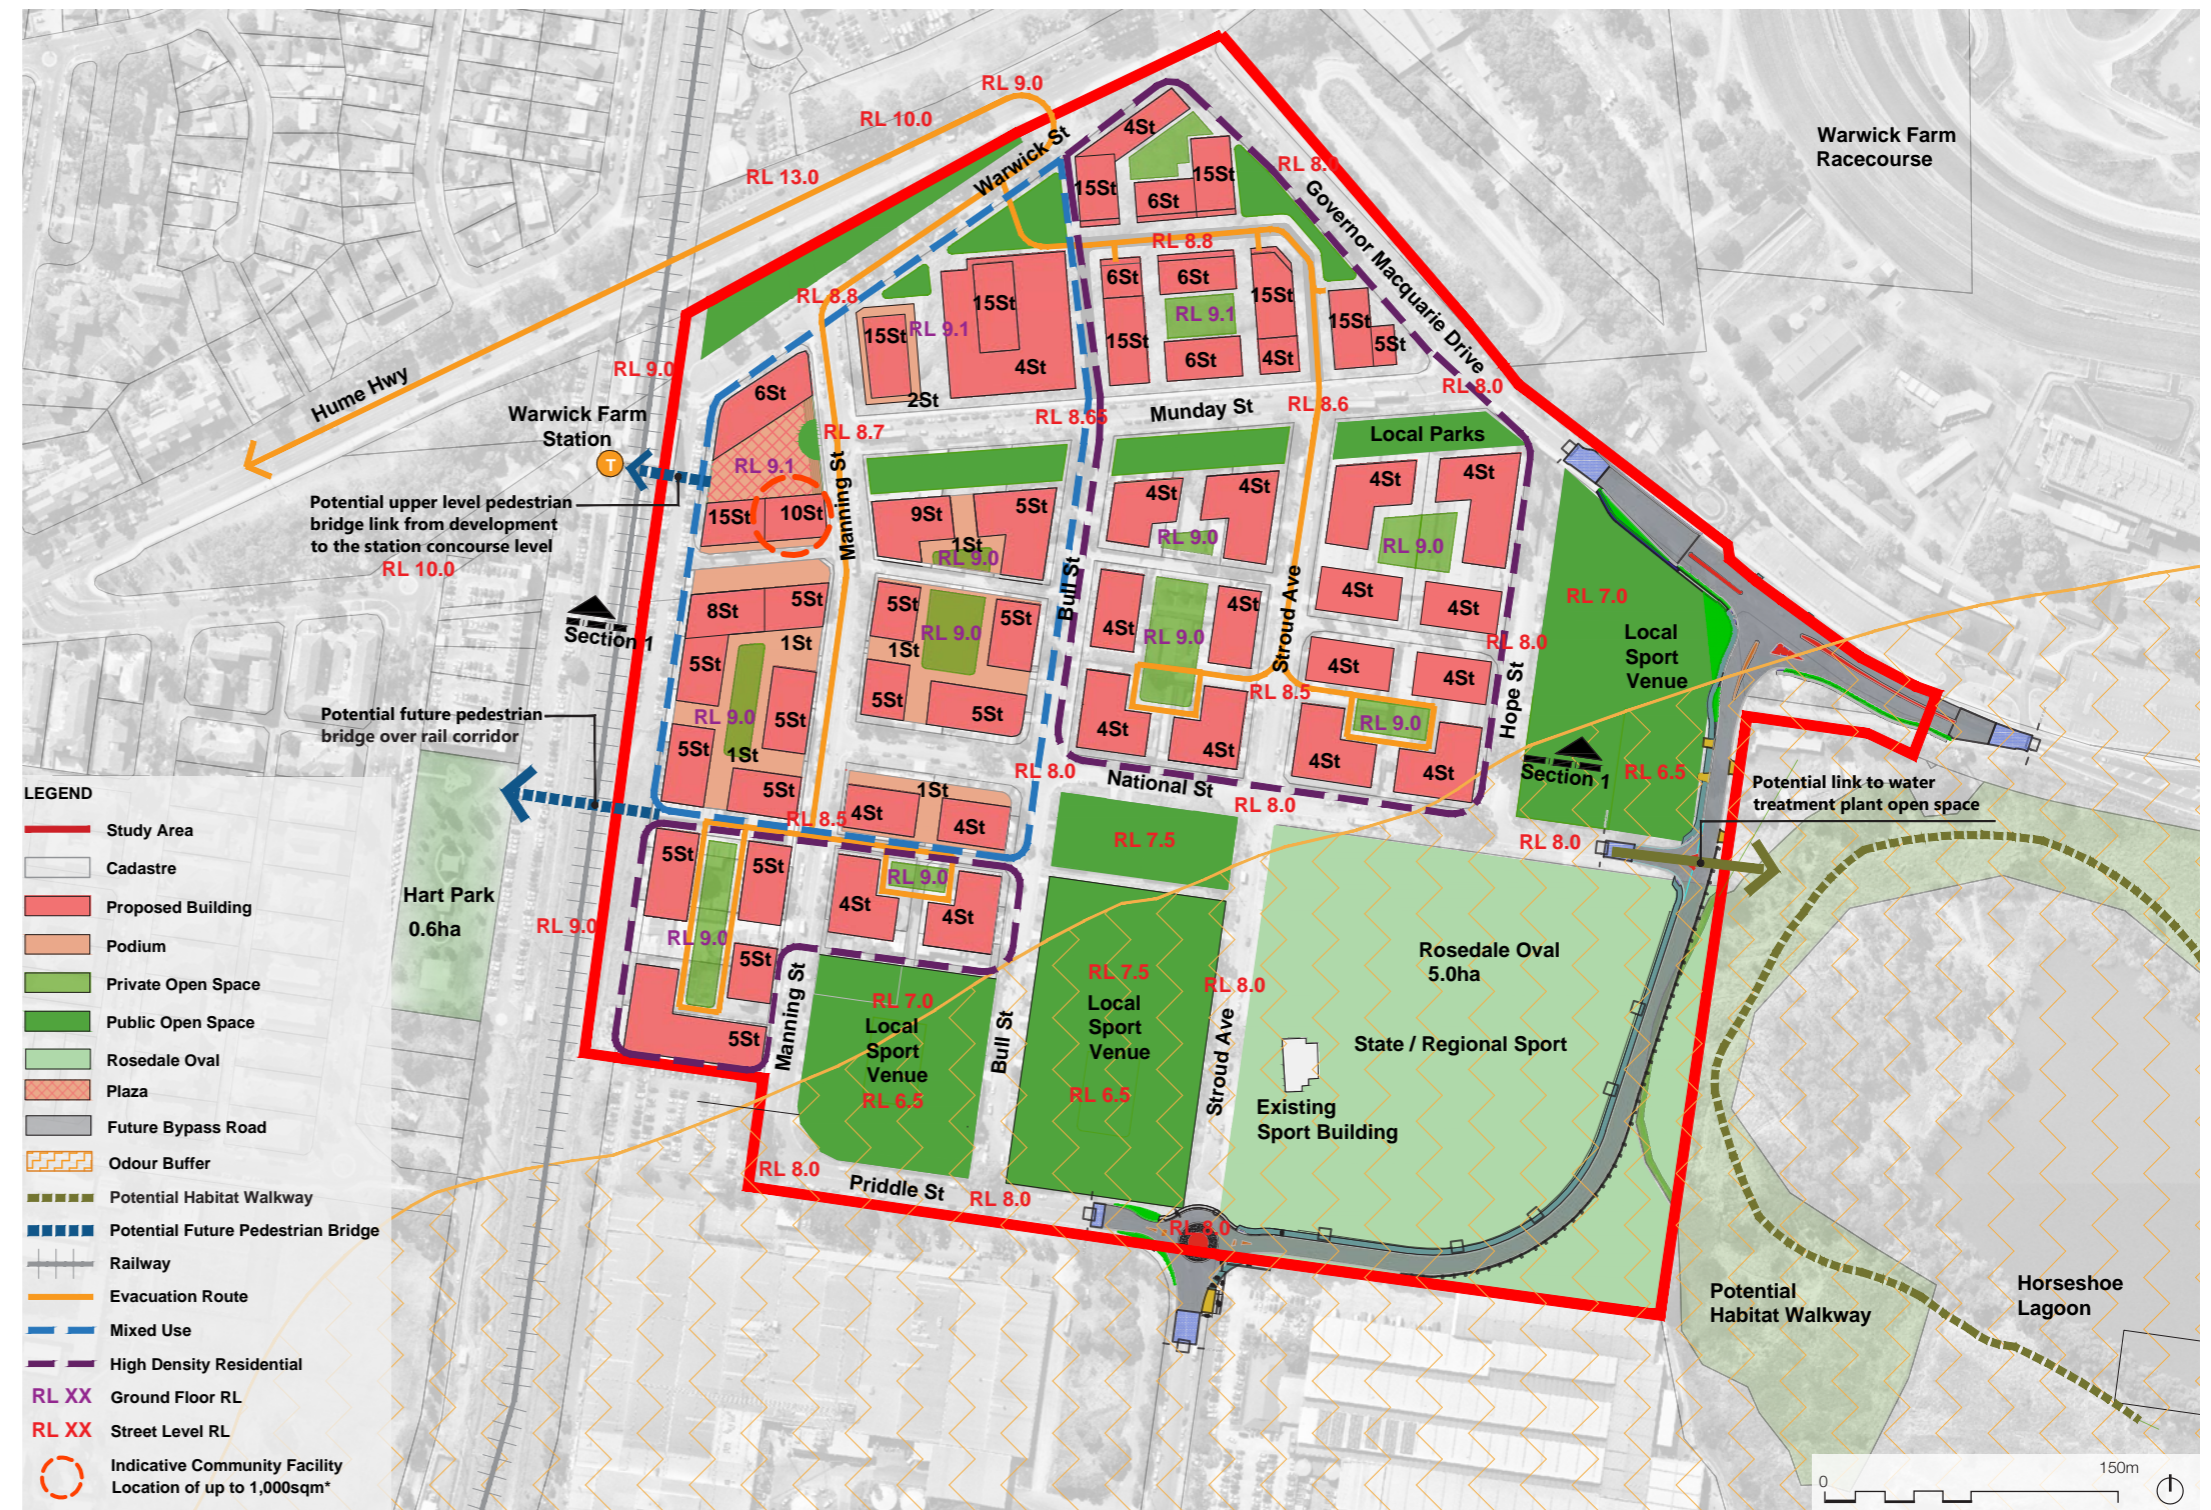 RL 9.0
RL 10.0
RL 13.0
Warwick St
Warwick Farm
Racecourse
4St
15St
15St
6St
RL 8.0
Governor Macquarie Drive
RL 8.8
6St
6St
15St
15St
RL 9.1
15St
6St
4St
15St
5St
RL 8.8
15St
RL 9.1
4St
2St
RL 9.0
Hume Hwy
Warwick Farm
Station
T
6St
RL 8.7
RL 8.65
Munday St
RL 8.6
RL 8.0
Local Parks
RL 9.1
Manning St
15St
10St
9St
5St
1St
RL 9.0
4St
4St
RL 9.0
4St
4St
RL 9.0
Potential upper level pedestrian
bridge link from development
to the station concourse level
RL 10.0
Section 1
8St
5St
1St
5St
RL 9.0
5St
5St
1St
5St
5St
RL 9.0
5St
1St
5St
5St
Bull St
4St
4St
RL 9.0
4St
4St
Stroud Ave
RL 8.5
4St
4St
4St
4St
RL 9.0
4St
4St
Hope St
RL 8.0
RL 7.0
Local
Sport
Venue
Section 1
RL 6.5
Potential future pedestrian
bridge over rail corridor
RL 8.0
National St
RL 8.0
RL 8.0
Potential link to water
treatment plant open space
1St
4St
4St
RL 8.5
5St
5St
RL 9.0
4St
4St
RL 9.0
5St
5St
RL 9.0
Hart Park
0.6ha
RL 7.5
Manning St
RL 7.0
Local
Sport
Venue
RL 6.5
Bull St
RL 7.5
Local
Sport
Venue
RL 6.5
RL 8.0
Stroud Ave
Rosedale Oval
5.0ha
State / Regional Sport
Existing
Sport Building
RL 8.0
Priddle St
RL 8.0
RL 8.0
Potential
Habitat Walkway
Horseshoe
Lagoon
LEGEND
Study Area
Cadastre
Proposed Building
Podium
Private Open Space
Public Open Space
Rosedale Oval
Plaza
Future Bypass Road
Odour Buffer
Potential Habitat Walkway
Potential Future Pedestrian Bridge
Railway
Evacuation Route
Mixed Use
High Density Residential
RL XX Ground Floor RL
RL XX Street Level RL
Indicative Community Facility
Location of up to 1,000sqm*
0 150m